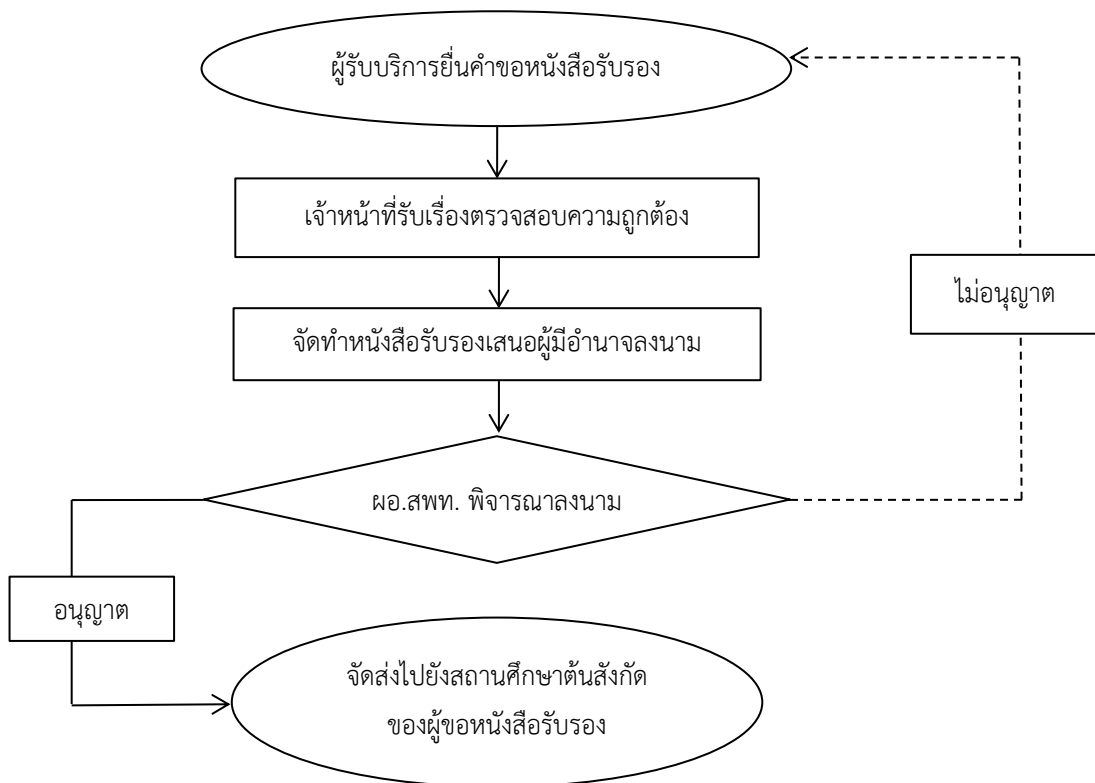 ผู้รับบริการยื่นคำขอหนังสือรับรอง
เจ้าหน้าที่รับเรื่องตรวจสอบความถูกต้อง
ไม่อนุญาต
จัดทำหนังสือรับรองเสนอผู้มีอำนาจลงนาม
ผอ.สพท. พิจารณาลงนาม
อนุญาต
จัดส่งไปยังสถานศึกษาต้นสังกัด
ของผู้ขอหนังสือรับรอง